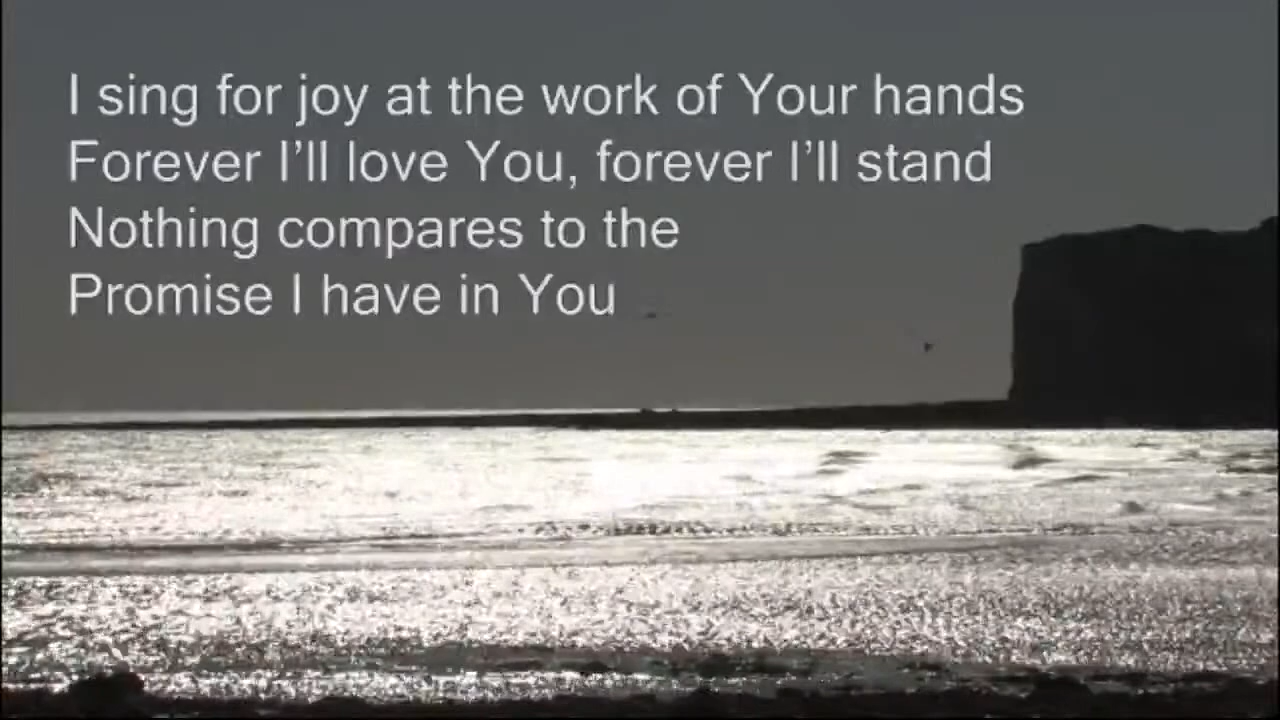 I sing for joy at the work of Your hands
Forever I’ll love You, forever I’ll stand
Nothing compares to the
Promise I have in You